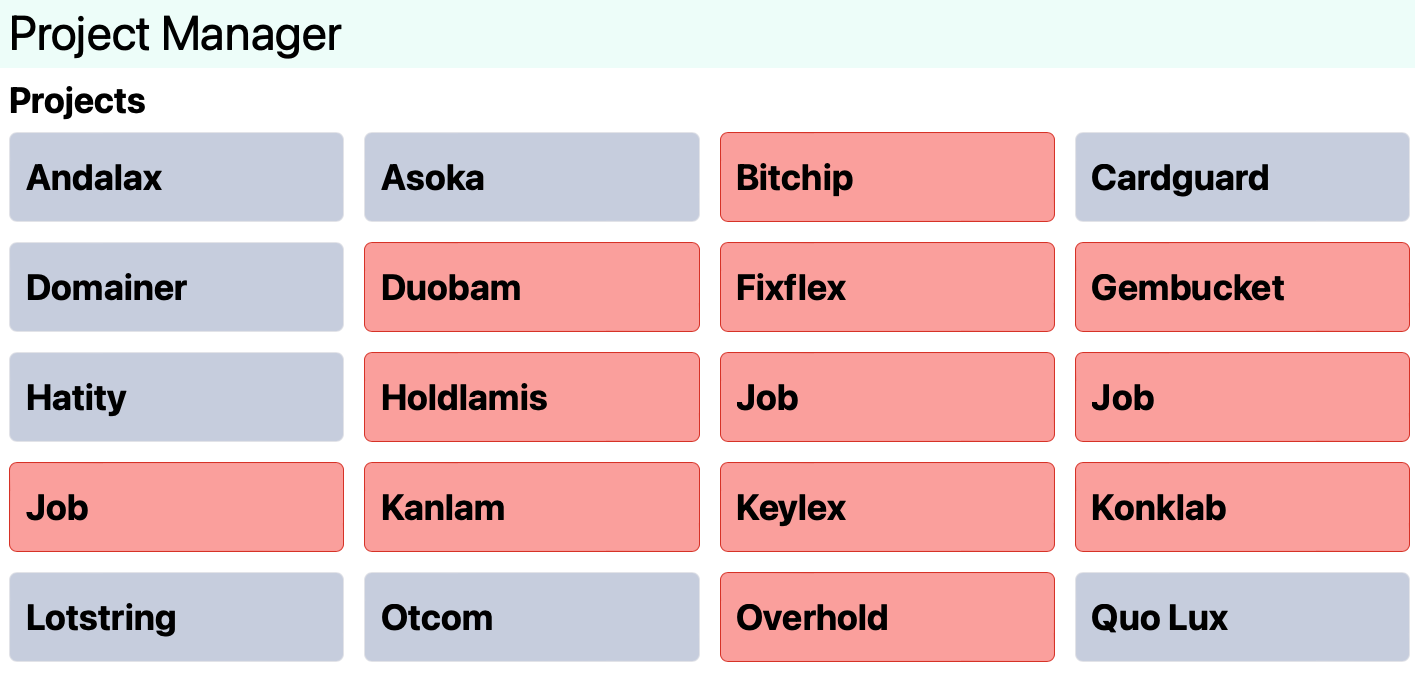 Project Manager
Projects
Andalax
Asoka
Bitchip
Cardguard
Domainer
Duobam
Fixflex
Gembucket
Hatity
Holdlamis
Job
Job
Job
Kanlam
Keylex
Konklab
Lotstring
Otcom
Overhold
Quo Lux